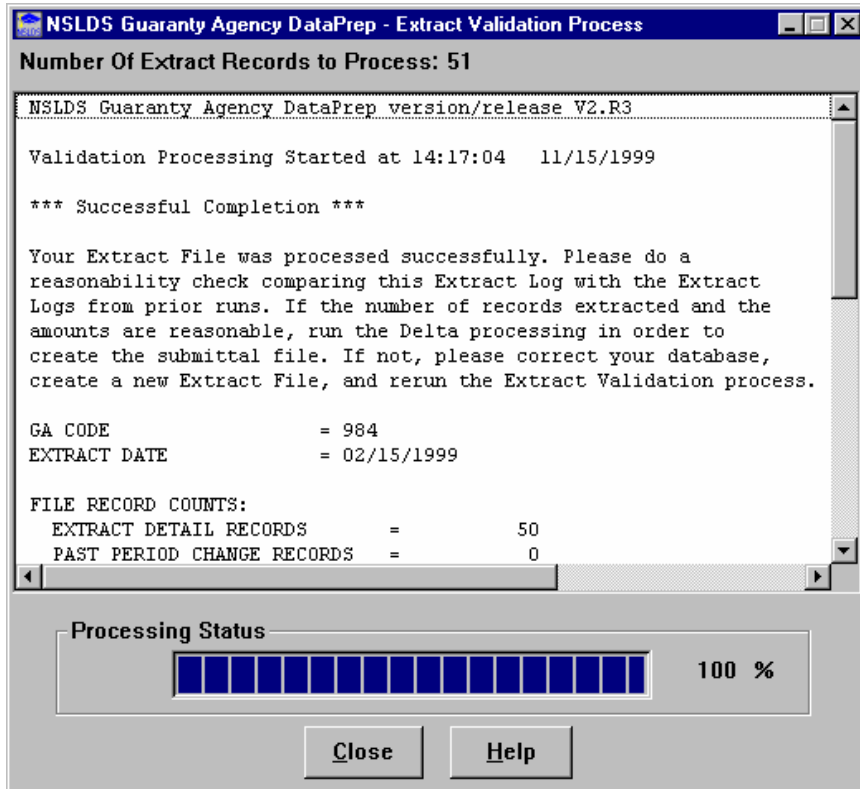 NSLDS Guaranty Agency DataPrep - Extract Validation Process
Number Of Extract Records to Process: 51
NSLDS Guaranty Agency DataPrep version/release V2.R3
Validation Processing Started at 14:17:04 11/15/1999
*** Successful Completion ***
Your Extract File was processed successfully. Please do a
reasonability check comparing this Extract Log with the Extract
Logs from prior runs. If the number of records extracted and the
amounts are reasonable, run the Delta processing in order to
create the submittal file. If not, please correct your database,
create a new Extract File, and rerun the Extract Validation process.
GA CODE = 984
EXTRACT DATE = 02/15/1999
FILE RECORD COUNTS:
EXTRACT DETAIL RECORDS = 50
PAST PERIOD CHANGE RECORDS = 0
Processing Status
100 %
Close Help